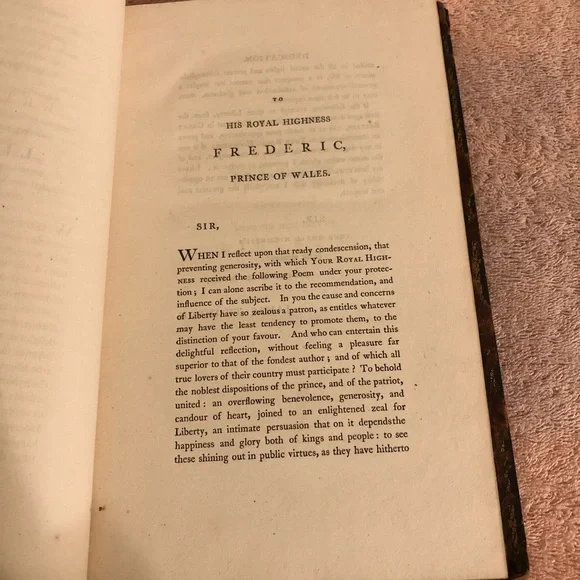 TO
HIS ROYAL HIGHNESS
FREDERIC,
PRINCE OF WALES.
SIR,
WHEN I reflect upon that ready condescension, that
preventing generosity, with which YOUR ROYAL HIGH-
NESS received the following Poem under your protec-
tion; I can alone ascribe it to the recommendation, and
influence of the subject. In you the cause and concerns
of Liberty have so zealous a patron, as entitles whatever
may have the least tendency to promote them, to the
distinction of your favour. And who can entertain this
delightful reflection, without feeling a pleasure far
superior to that of the fondest author; and of which all
true lovers of their country must participate? To behold
the noblest dispositions of the prince, and of the patriot,
united: an overflowing benevolence, generosity, and
candour of heart, joined to an enlightened zeal for
Liberty, an intimate persuasion that on it depends the
happiness and glory both of kings and people: to see
these shining out in public virtues, as they have hitherto